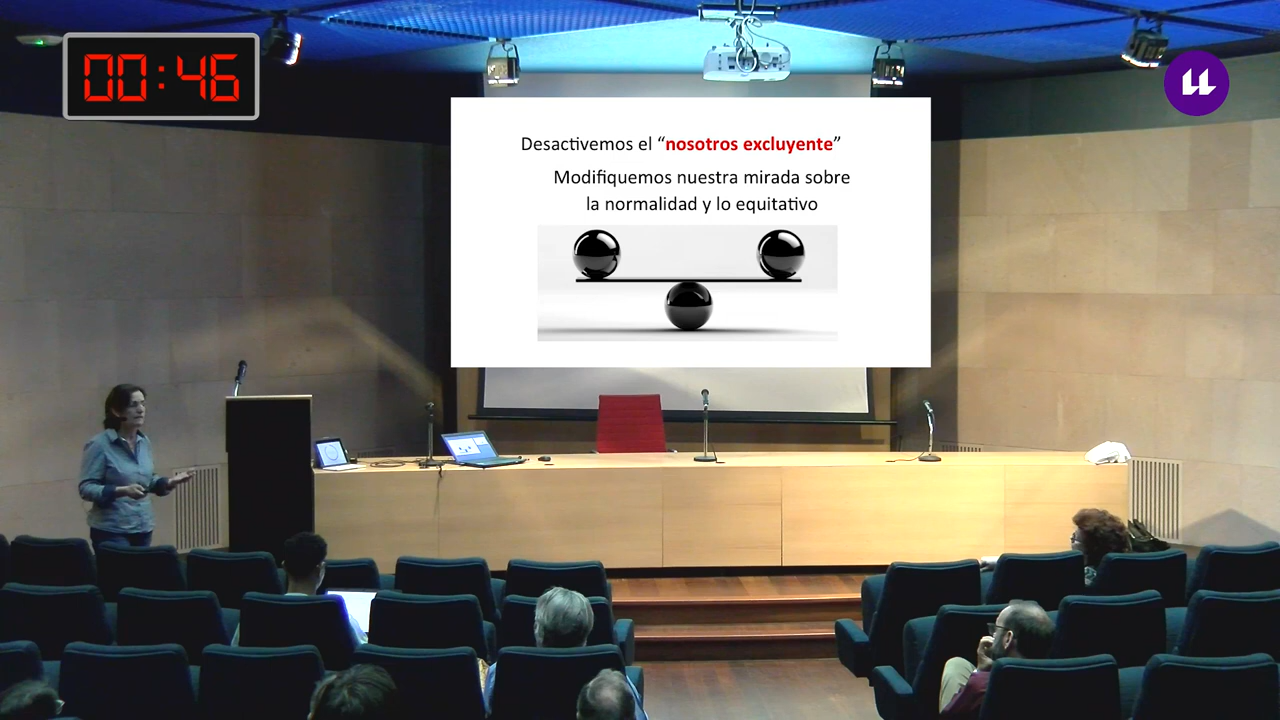 00:46
Desactivemos el “nosotros excluyente”
Modifiquemos nuestra mirada sobre
la normalidad y lo equitativo